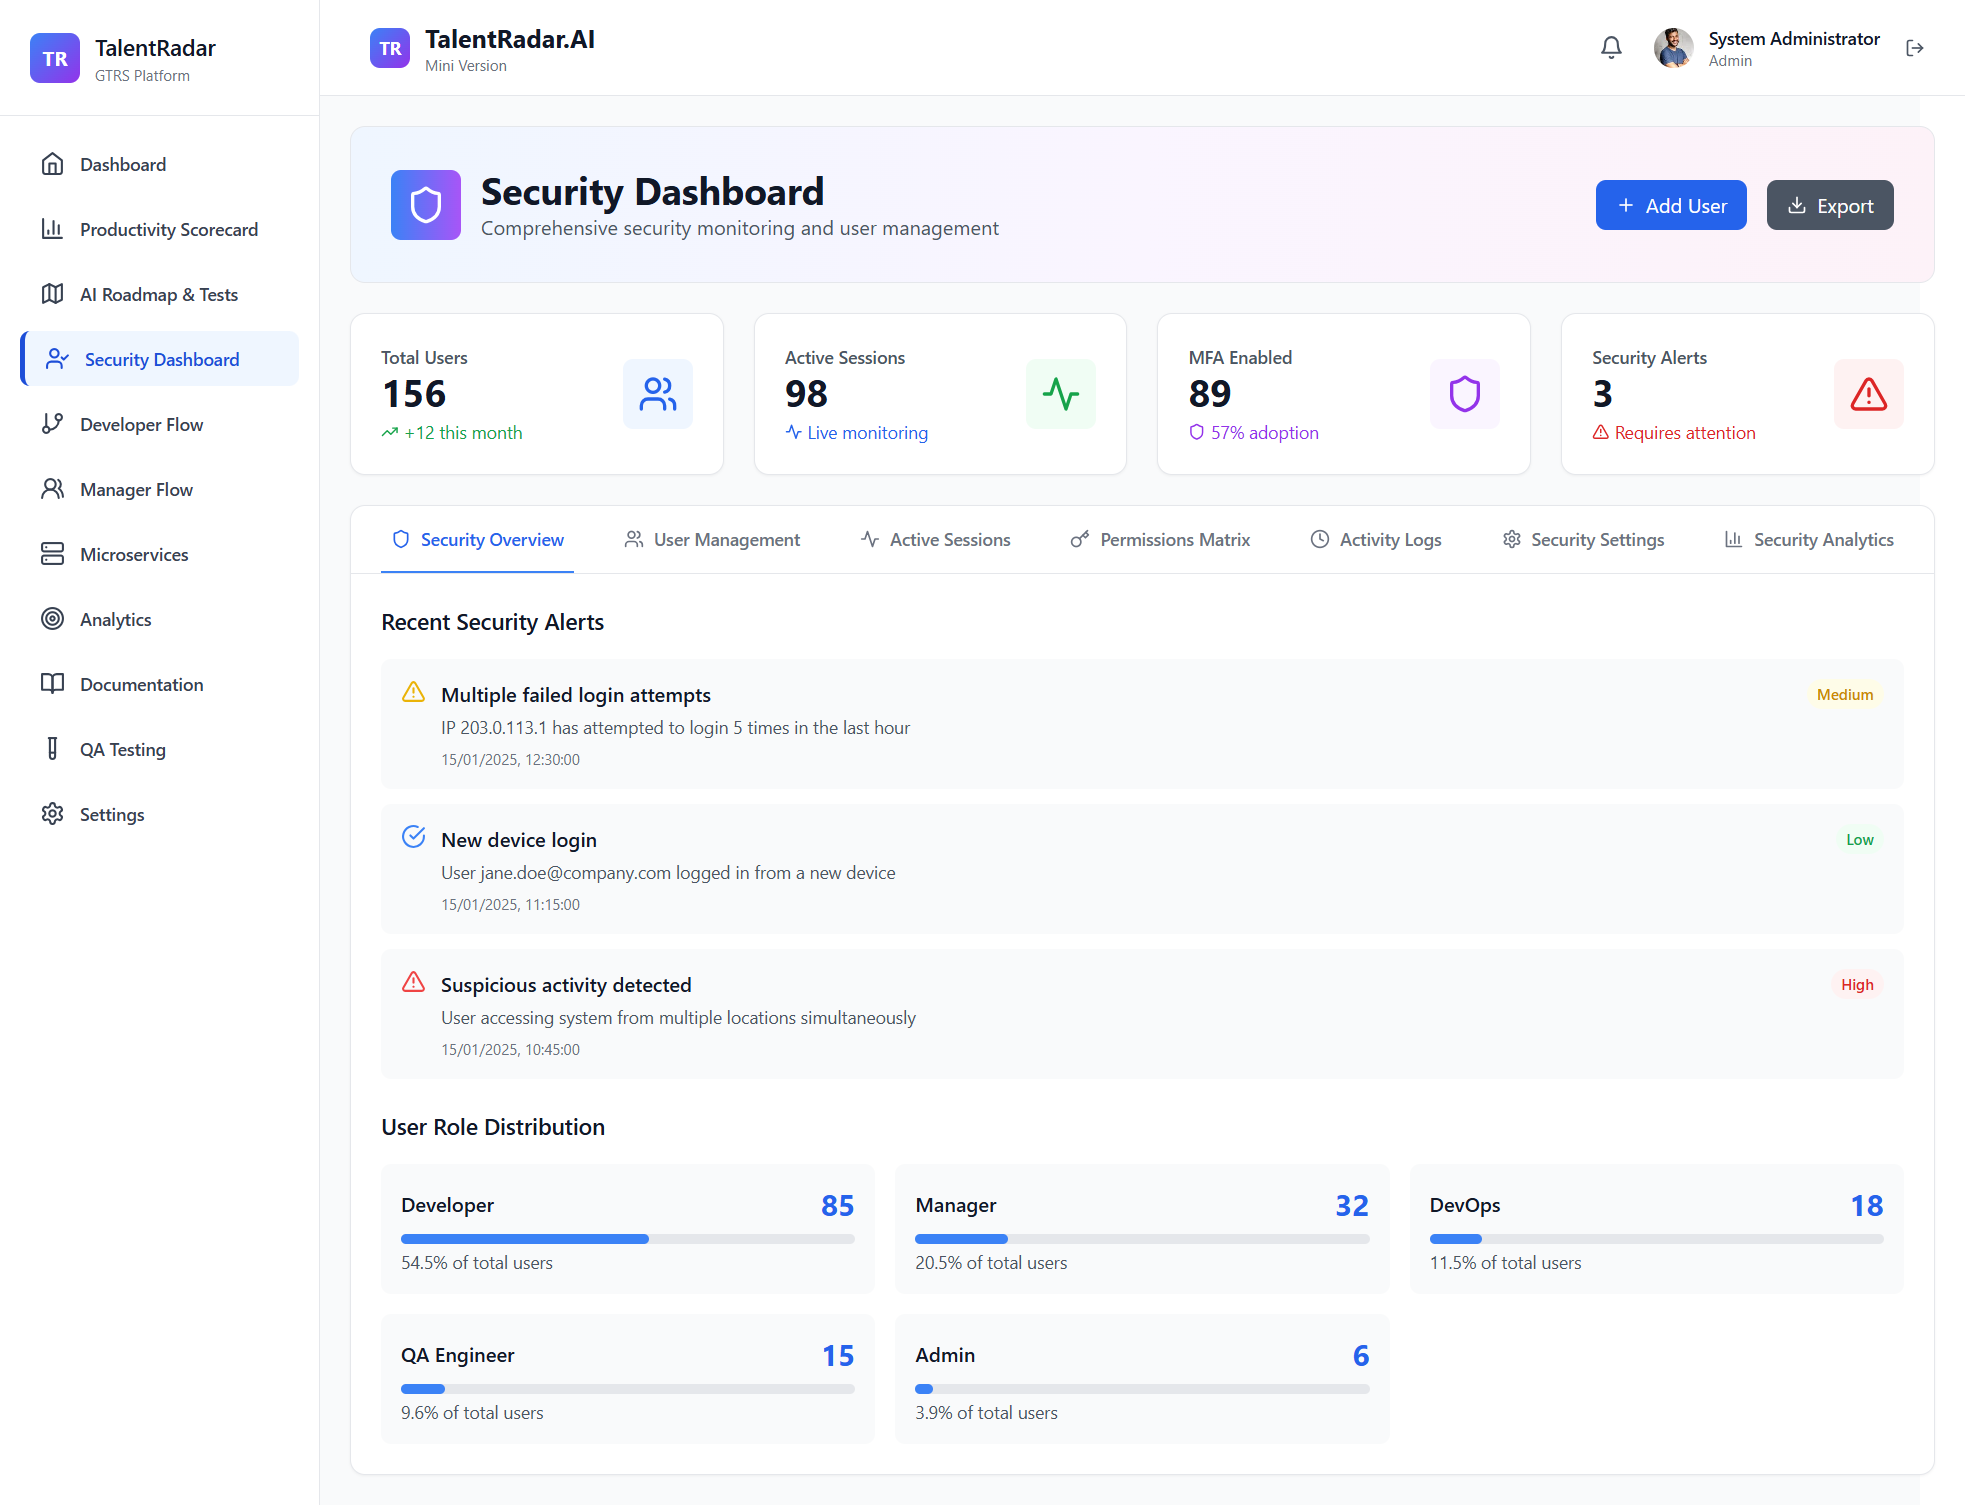 TR
TalentRadar
GTRS Platform
Dashboard
Productivity Scorecard
AI Roadmap & Tests
Security Dashboard
Developer Flow
Manager Flow
Microservices
Analytics
Documentation
QA Testing
Settings
TR
TalentRadar.AI
Mini Version
System Administrator
Admin
Security Dashboard
Comprehensive security monitoring and user management
Add User
Export
Total Users
156
+12 this month
Active Sessions
98
Live monitoring
MFA Enabled
89
57% adoption
Security Alerts
3
Requires attention
Security Overview
User Management
Active Sessions
Permissions Matrix
Activity Logs
Security Settings
Security Analytics
Recent Security Alerts
Multiple failed login attempts
Medium
IP 203.0.113.1 has attempted to login 5 times in the last hour
15/01/2025, 12:30:00
New device login
Low
User jane.doe@company.com logged in from a new device
15/01/2025, 11:15:00
Suspicious activity detected
High
User accessing system from multiple locations simultaneously
15/01/2025, 10:45:00
User Role Distribution
Developer
85
54.5% of total users
Manager
32
20.5% of total users
DevOps
18
11.5% of total users
QA Engineer
15
9.6% of total users
Admin
6
3.9% of total users